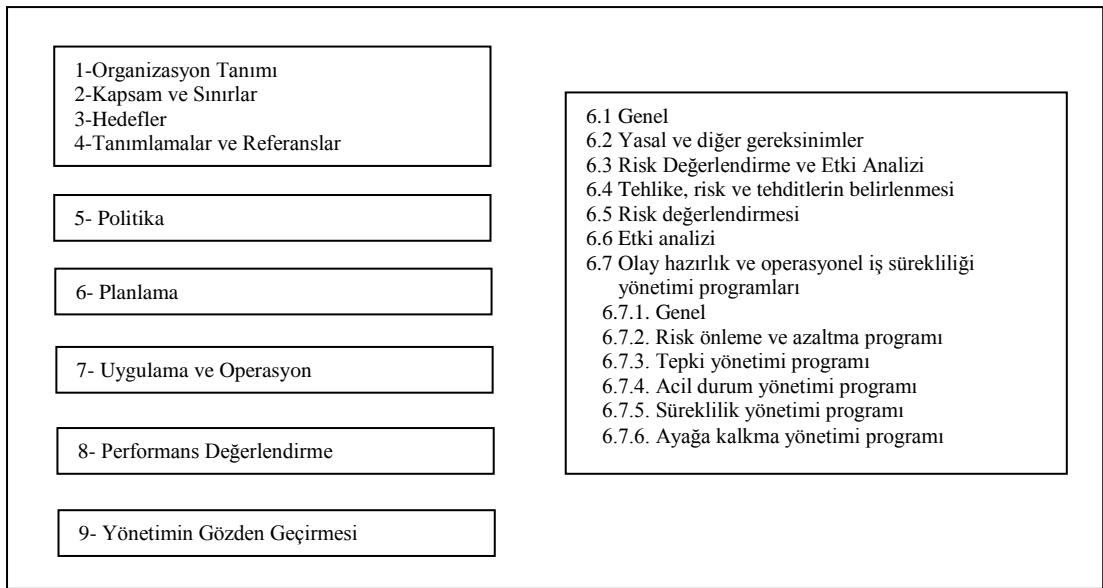 1-Organizasyon Tanımı
2-Kapsam ve Sınırlar
3-Hedefler
4-Tanımlamalar ve Referanslar
5- Politika
6- Planlama
7- Uygulama ve Operasyon
8- Performans Değerlendirme
9- Yönetimin Gözden Geçirmesi
6.1 Genel
6.2 Yasal ve diğer gereksinimler
6.3 Risk Değerlendirme ve Etki Analizi
6.4 Tehlike, risk ve tehditlerin belirlenmesi
6.5 Risk değerlendirmesi
6.6 Etki analizi
6.7 Olay hazırlık ve operasyonel iş sürekliliği
yönetimi programları
6.7.1. Genel
6.7.2. Risk önleme ve azaltma programı
6.7.3. Tepki yönetimi programı
6.7.4. Acil durum yönetimi programı
6.7.5. Süreklilik yönetimi programı
6.7.6. Ayağa kalkma yönetimi programı